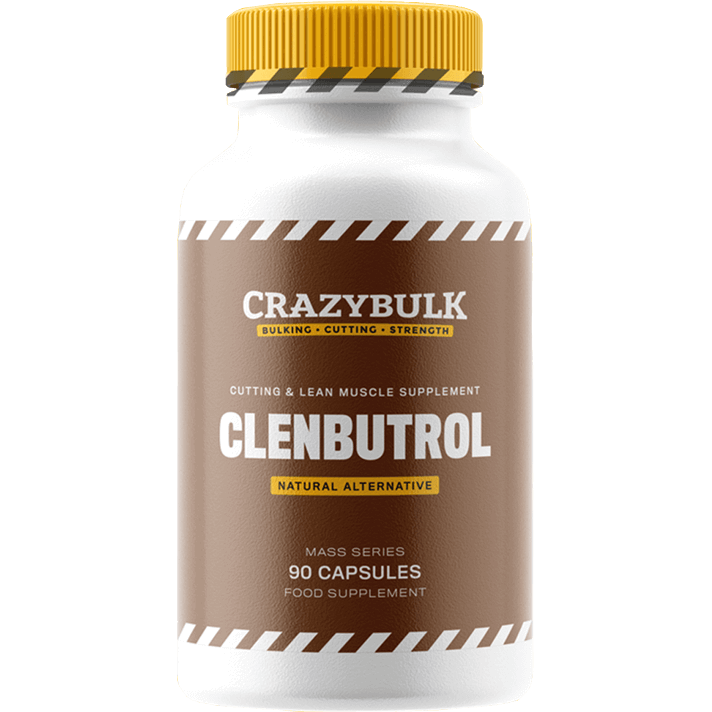 CRAZYBULK
BULKING • CUTTING • STRENGTH
CUTTING & LEAN MUSCLE SUPPLEMENT
CLENBUTROL
NATURAL ALTERNATIVE
MASS SERIES
90 CAPSULES
FOOD SUPPLEMENT